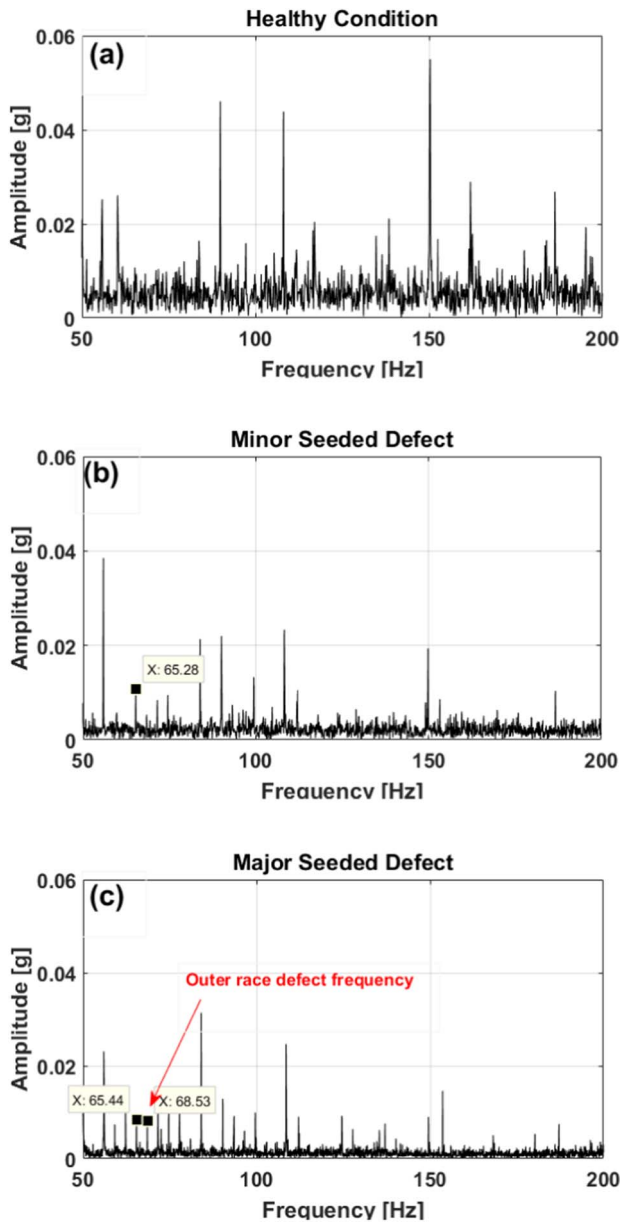 Healthy Condition
(a)
0.06
0.04
0.02
0
Amplitude [g]
50 100 150 200
Frequency [Hz]
Minor Seeded Defect
(b)
0.06
0.04
0.02
0
Amplitude [g]
X: 65.28
50 100 150 200
Frequency [Hz]
Major Seeded Defect
(c)
0.06
0.04
0.02
0
Amplitude [g]
Outer race defect frequency
X: 65.44 X: 68.53
50 100 150 200
Frequency [Hz]